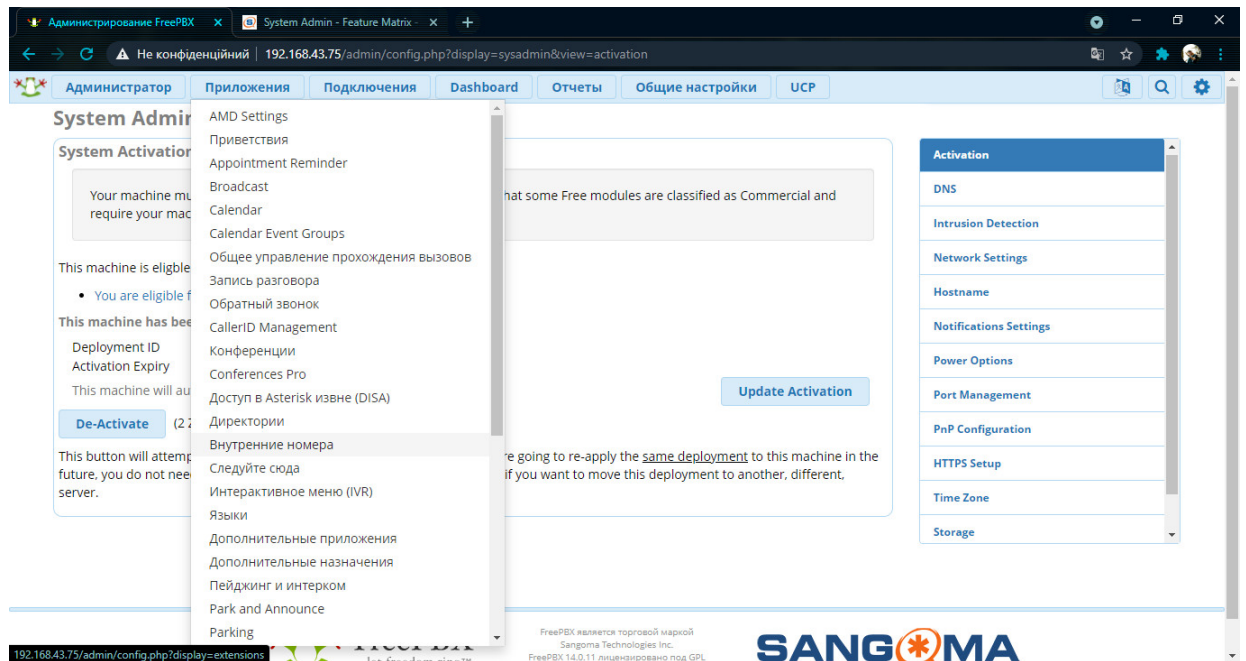 Администрирование FreePBX
System Admin - Feature Matrix -
Не конфіденційний
192.168.43.75/admin/config.php?display=sysadmin&view=activation
Администратор Приложения Подключения Dashboard Отчеты Общие настройки UCP
System Admir
System Activation
Your machine mu
hat some Free modules are classified as Commercial and
require your mac
This machine is eligble
You are eligible f
This machine has bee
Deployment ID
Activation Expiry
This machine will au
Update Activation
De-Activate (2
This button will attemp
re going to re-apply the same deployment to this machine in the
future, you do not nee
if you want to move this deployment to another, different,
server.
AMD Settings
Приветствия
Appointment Reminder
Broadcast
Calendar
Calendar Event Groups
Общее управление прохождения вызовов
Запись разговора
Обратный звонок
CallerID Management
Конференции
Conferences Pro
Доступ в Asterisk извне (DISA)
Директории
Внутренние номера
Следуйте сюда
Интерактивное меню (IVR)
Языки
Дополнительные приложения
Дополнительные назначения
Пейджинг и интерком
Park and Announce
Parking
Activation
DNS
Intrusion Detection
Network Settings
Hostname
Notifications Settings
Power Options
Port Management
PnP Configuration
HTTPS Setup
Time Zone
Storage
FreePBX является торговой маркой
Sangoma Technologies Inc.
FreePBX 14.0.11 лицензировано под GPL
SANGOMA
192.168.43.75/admin/config.php?display=extensions